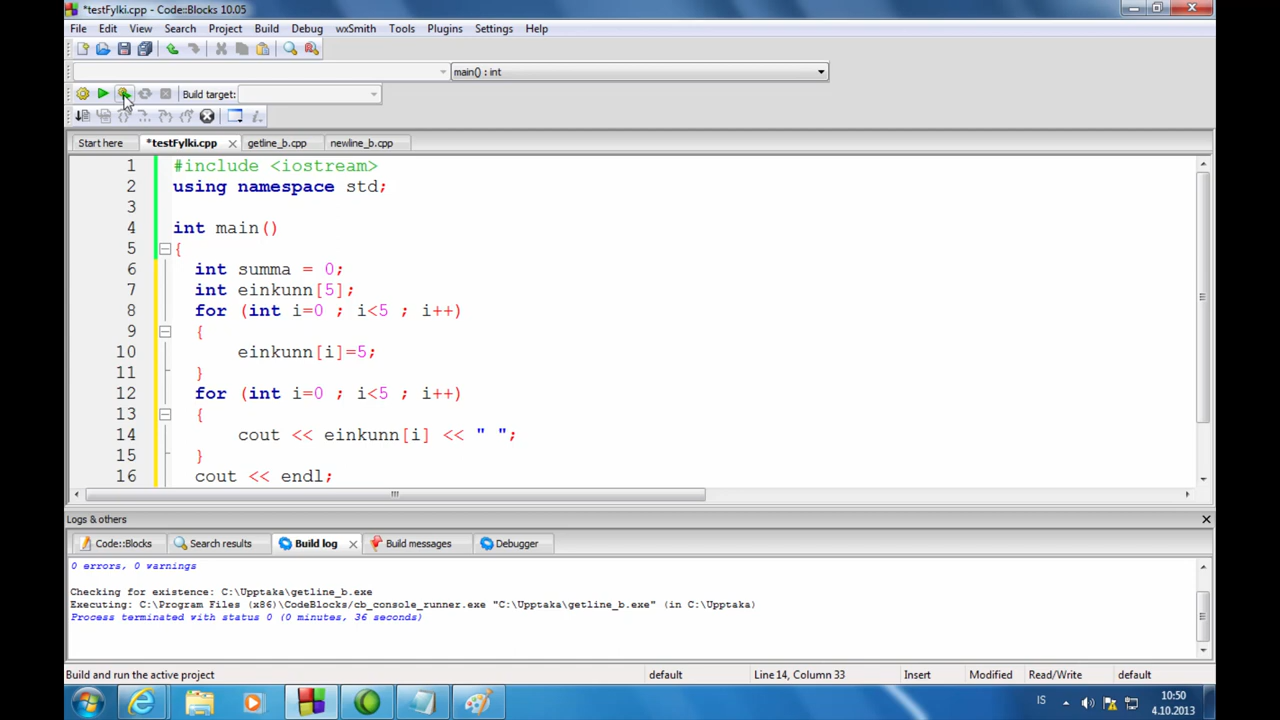 *testFylki.cpp - Code::Blocks 10.05
File Edit View Search Project Build Debug wxSmith Tools Plugins Settings Help
main() : int
Build target:
Start here *testFylki.cpp getline_b.cpp newline_b.cpp
1 #include <iostream>
2 using namespace std;
3
4 int main()
5 {
6 int summa = 0;
7 int einkunn[5];
8 for (int i=0 ; i<5 ; i++)
9 {
10 einkunn[i]=5;
11 }
12 for (int i=0 ; i<5 ; i++)
13 {
14 cout << einkunn[i] << " ";
15 }
16 cout << endl;
Logs & others
Code::Blocks Search results Build log Build messages Debugger
0 errors, 0 warnings
Checking for existence: C:\Upptaka\getline_b.exe
Executing: C:\Program Files (x86)\CodeBlocks/cb_console_runner.exe "C:\Upptaka\getline_b.exe" (in C:\Upptaka)
Process terminated with status 0 (0 minutes, 36 seconds)
Build and run the active project default Line 14, Column 33 Insert Modified Read/Write default
IS 10:50
4.10.2013